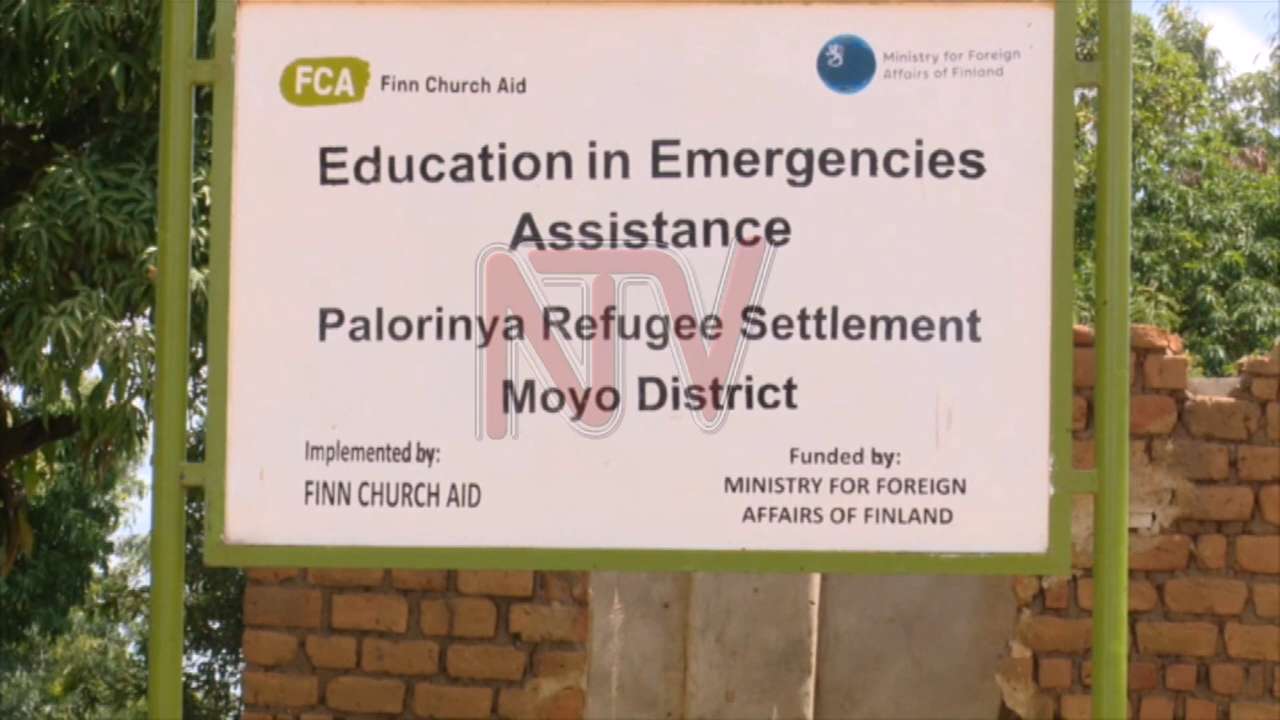 FCA Finn Church Aid
Ministry for Foreign
Affairs of Finland
Education in Emergencies
Assistance
NTV
Palorinya Refugee Settlement
Moyo District
Implemented by:
FINN CHURCH AID
Funded by:
MINISTRY FOR FOREIGN
AFFAIRS OF FINLAND